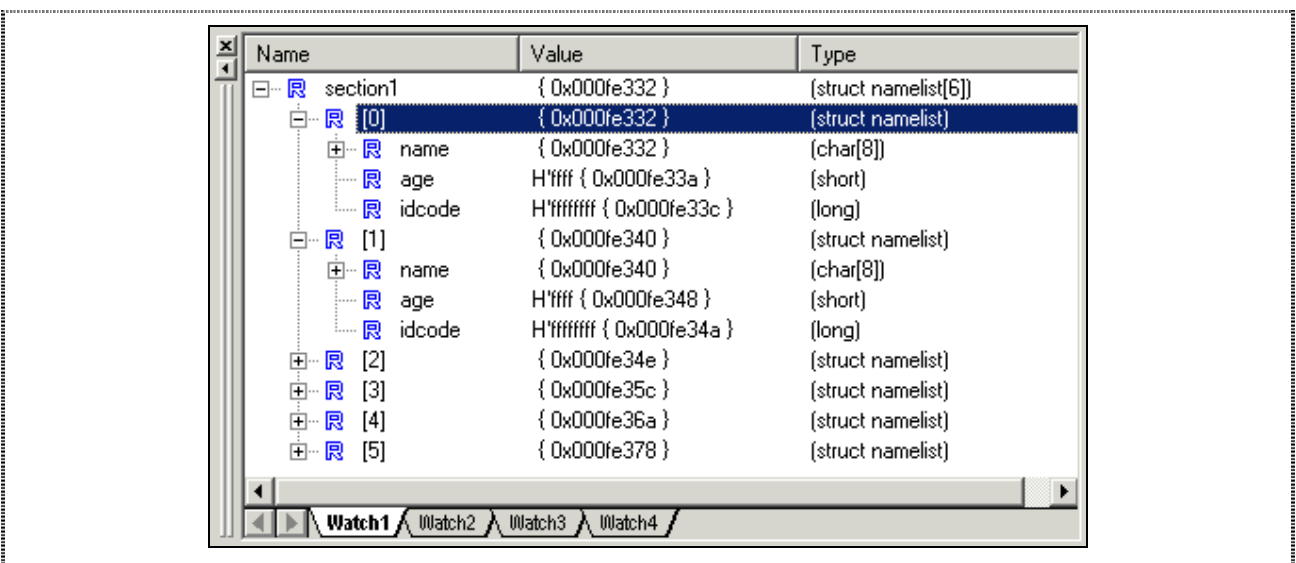 Name Value Type
R section1 { 0x000fe332 } (struct namelist[6])
R [0] { 0x000fe332 } (struct namelist)
R name { 0x000fe332 } (char[8])
R age H'ffff { 0x000fe33a } (short)
R idcode H'ffffffff { 0x000fe33c } (long)
R [1] { 0x000fe340 } (struct namelist)
R name { 0x000fe340 } (char[8])
R age H'ffff { 0x000fe348 } (short)
R idcode H'ffffffff { 0x000fe34a } (long)
R [2] { 0x000fe34e } (struct namelist)
R [3] { 0x000fe35c } (struct namelist)
R [4] { 0x000fe36a } (struct namelist)
R [5] { 0x000fe378 } (struct namelist)
Watch1 Watch2 Watch3 Watch4